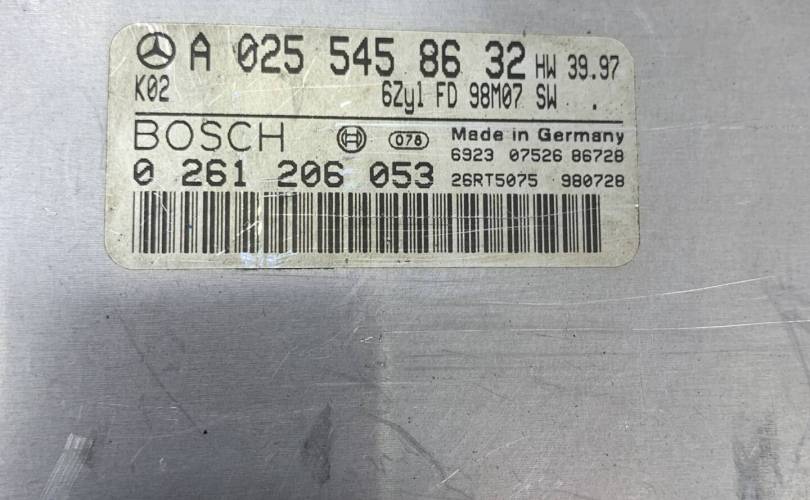 A 025 545 86 32 HW 39.97
K02 6Zyl FD 98M07 SW .
BOSCH 078 Made in Germany
6923 07526 86728
0 261 206 053 26RT5075 980728